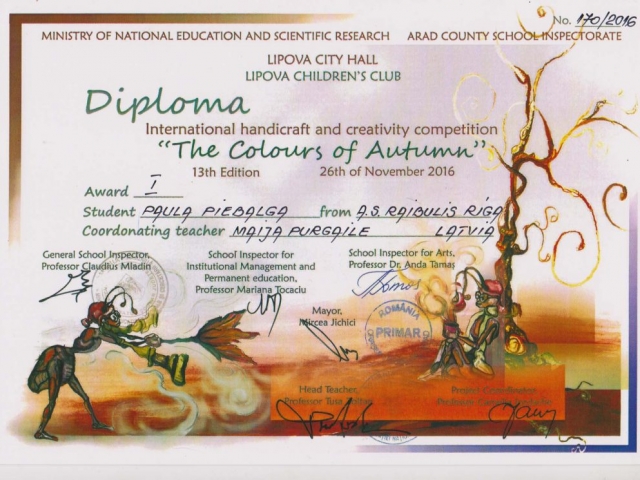 No. 170/2016
MINISTRY OF NATIONAL EDUCATION AND SCIENTIFIC RESEARCH ARAD COUNTY SCHOOL INSPECTORATE
LIPOVA CITY HALL
LIPOVA CHILDREN'S CLUB
Diploma
International handicraft and creativity competition
"The Colours of Autumn"
13th Edition 26th of November 2016
Award I
Student PAULA PIEBALGA from A.S. RAIBULIS RIGA
Coordonating teacher MAIJA PURGAILE LATVIA
General School Inspector, School Inspector for School Inspector for Arts,
Professor Claudius Mladin Institutional Management and Professor Dr. Anda Tamaș
Permanent education,
Professor Mariana Tocaciu
Mayor,
Mircea Jichici
ROMÂNIA
PRIMAR
Head Teacher,
Professor